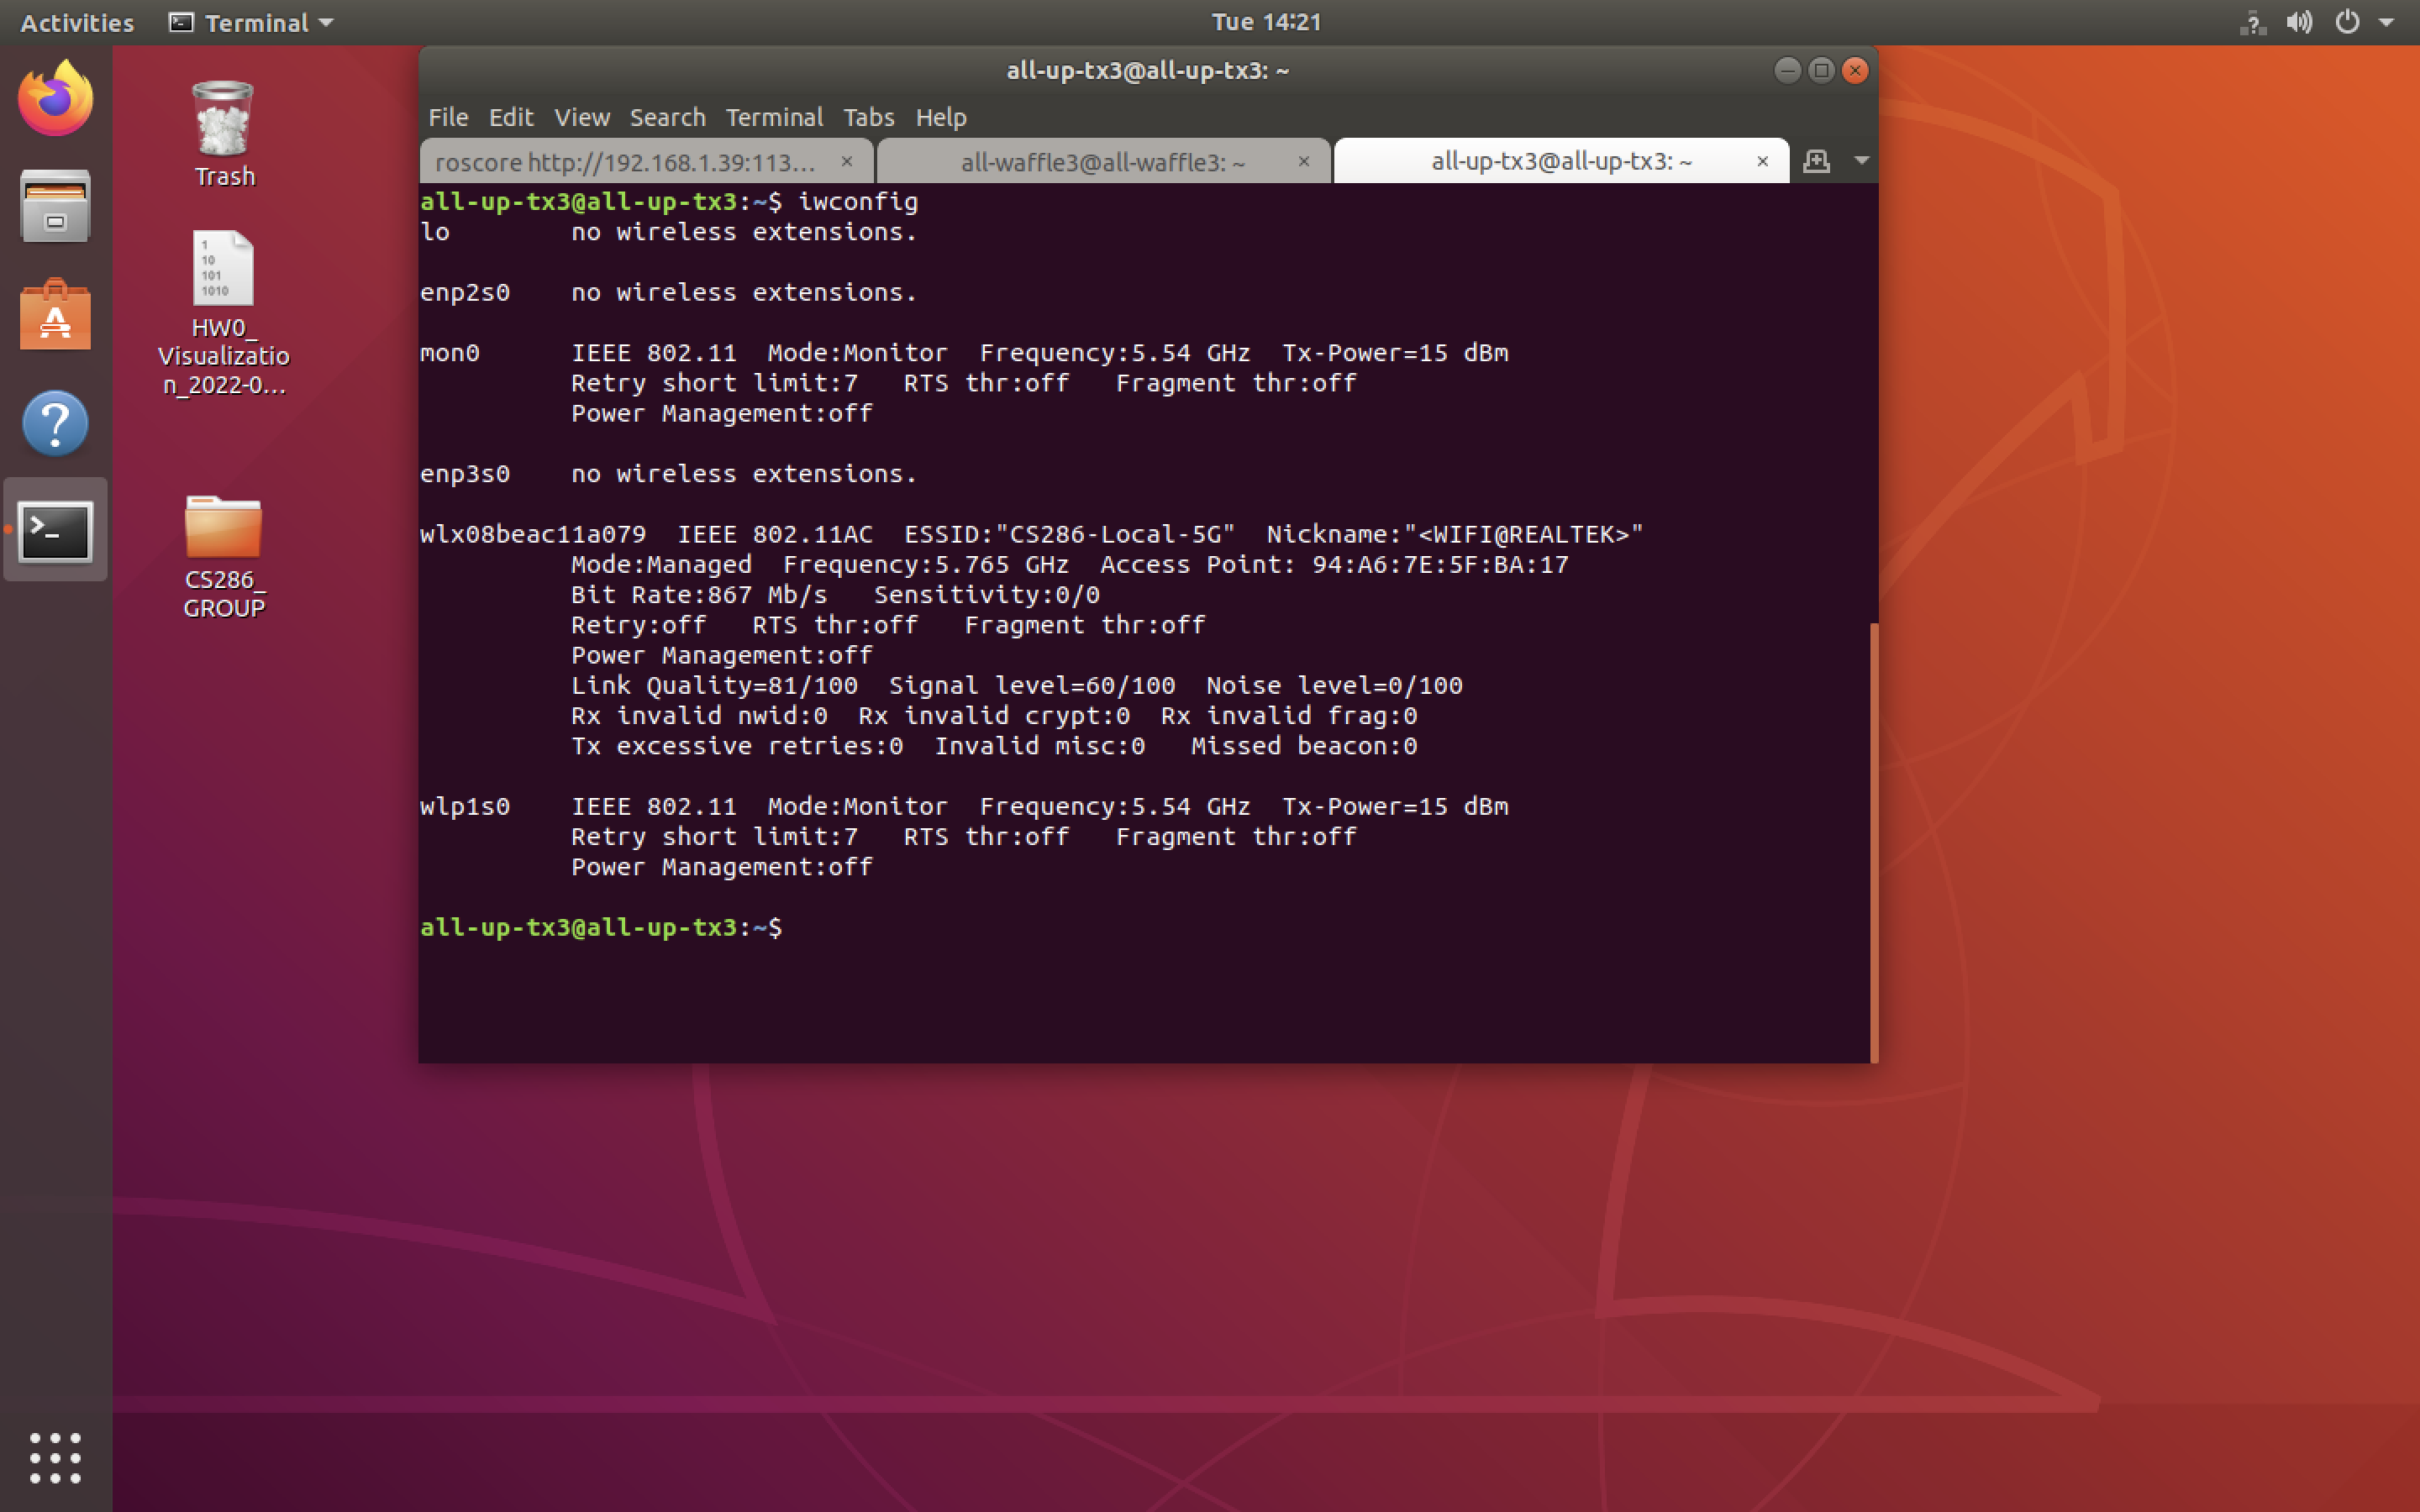 Activities Terminal Tue 14:21
all-up-tx3@all-up-tx3: ~
File Edit View Search Terminal Tabs Help
roscore http://192.168.1.39:113... × all-waffle3@all-waffle3: ~ × all-up-tx3@all-up-tx3: ~ ×
all-up-tx3@all-up-tx3:~$ iwconfig
lo        no wireless extensions.
enp2s0    no wireless extensions.
mon0      IEEE 802.11  Mode:Monitor  Frequency:5.54 GHz  Tx-Power=15 dBm
          Retry short limit:7   RTS thr:off   Fragment thr:off
          Power Management:off
enp3s0    no wireless extensions.
wlx08beac11a079  IEEE 802.11AC  ESSID:"CS286-Local-5G"  Nickname:"<WIFI@REALTEK>"
          Mode:Managed  Frequency:5.765 GHz  Access Point: 94:A6:7E:5F:BA:17
          Bit Rate:867 Mb/s   Sensitivity:0/0
          Retry:off   RTS thr:off   Fragment thr:off
          Power Management:off
          Link Quality=81/100  Signal level=60/100  Noise level=0/100
          Rx invalid nwid:0  Rx invalid crypt:0  Rx invalid frag:0
          Tx excessive retries:0  Invalid misc:0   Missed beacon:0
wlp1s0    IEEE 802.11  Mode:Monitor  Frequency:5.54 GHz  Tx-Power=15 dBm
          Retry short limit:7   RTS thr:off   Fragment thr:off
          Power Management:off
all-up-tx3@all-up-tx3:~$
Trash
1
10
101
1010
HW0_
Visualizatio
n_2022-0...
CS286_
GROUP